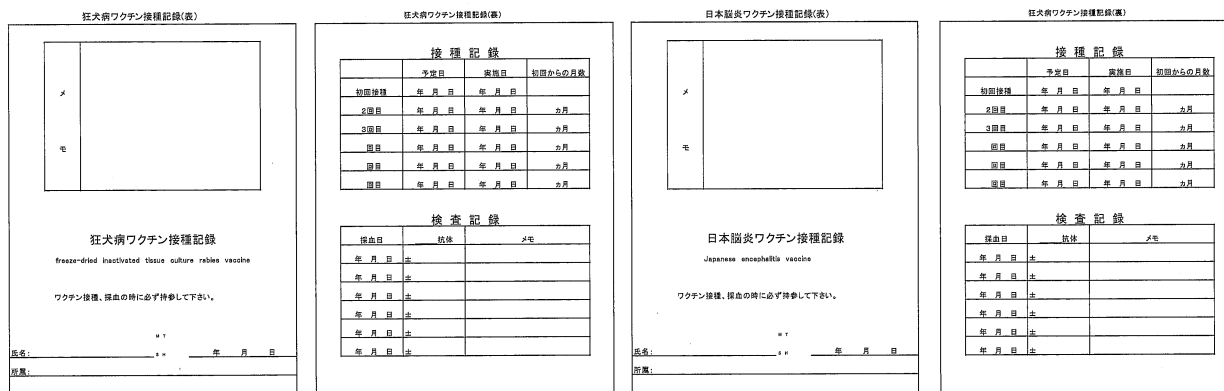 狂犬病ワクチン接種記録(表)
メ
モ
狂犬病ワクチン接種記録
freeze-dried inactivated tissue culture rabies vaccine
ワクチン接種、採血の時に必ず持参して下さい。
M T
氏名: S H 年 月 日
所属:
狂犬病ワクチン接種記録(裏)
接種記録
予定日 実施日 初回からの月数
初回接種 年 月 日 年 月 日
2回目 年 月 日 年 月 日 ヵ月
3回目 年 月 日 年 月 日 ヵ月
回目 年 月 日 年 月 日 ヵ月
回目 年 月 日 年 月 日 ヵ月
回目 年 月 日 年 月 日 ヵ月
検査記録
採血日 抗体 メモ
年 月 日 ±
年 月 日 ±
年 月 日 ±
年 月 日 ±
年 月 日 ±
年 月 日 ±
日本脳炎ワクチン接種記録(表)
メ
モ
日本脳炎ワクチン接種記録
Japanese encephalitis vaccine
ワクチン接種、採血の時に必ず持参して下さい。
M T
氏名: S H 年 月 日
所属:
狂犬病ワクチン接種記録(裏)
接種記録
予定日 実施日 初回からの月数
初回接種 年 月 日 年 月 日
2回目 年 月 日 年 月 日 ヵ月
3回目 年 月 日 年 月 日 ヵ月
回目 年 月 日 年 月 日 ヵ月
回目 年 月 日 年 月 日 ヵ月
回目 年 月 日 年 月 日 ヵ月
検査記録
採血日 抗体 メモ
年 月 日 ±
年 月 日 ±
年 月 日 ±
年 月 日 ±
年 月 日 ±
年 月 日 ±